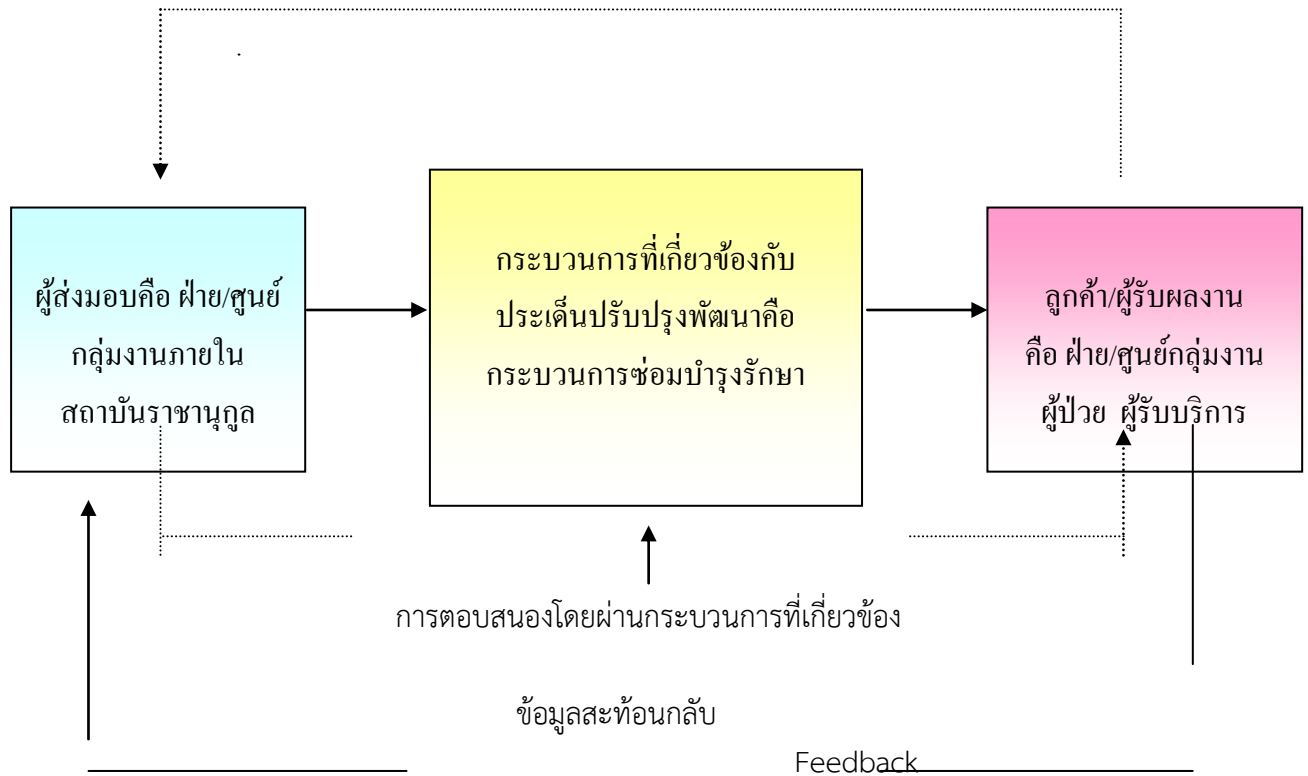 ผู้ส่งมอบคือ ฝ่าย/ศูนย์
กลุ่มงานภายใน
สถาบันราชานุกูล
กระบวนการที่เกี่ยวข้องกับ
ประเด็นปรับปรุงพัฒนาคือ
กระบวนการซ่อมบำรุงรักษา
ลูกค้า/ผู้รับผลงาน
คือ ฝ่าย/ศูนย์กลุ่มงาน
ผู้ป่วย ผู้รับบริการ
การตอบสนองโดยผ่านกระบวนการที่เกี่ยวข้อง
ข้อมูลสะท้อนกลับ
Feedback